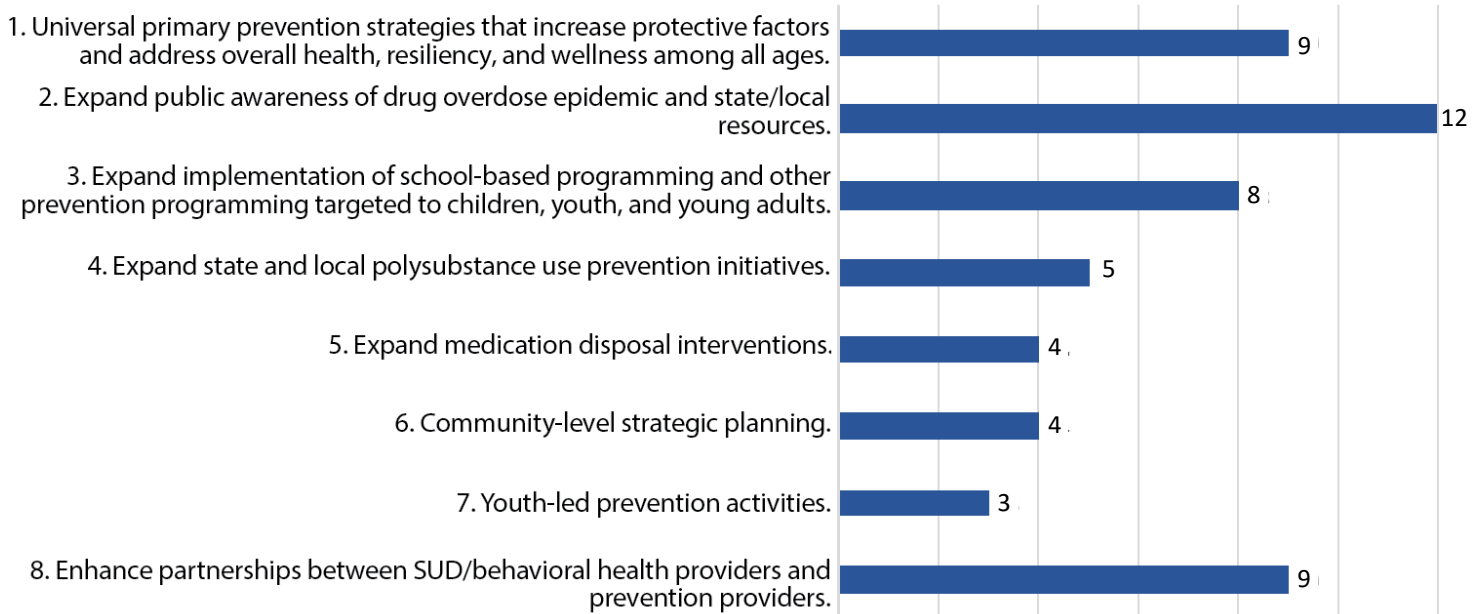 1. Universal primary prevention strategies that increase protective factors
and address overall health, resiliency, and wellness among all ages.
9
2. Expand public awareness of drug overdose epidemic and state/local
resources.
12
3. Expand implementation of school-based programming and other
prevention programming targeted to children, youth, and young adults.
8
4. Expand state and local polysubstance use prevention initiatives.
5
5. Expand medication disposal interventions.
4
6. Community-level strategic planning.
4
7. Youth-led prevention activities.
3
8. Enhance partnerships between SUD/behavioral health providers and
prevention providers.
9